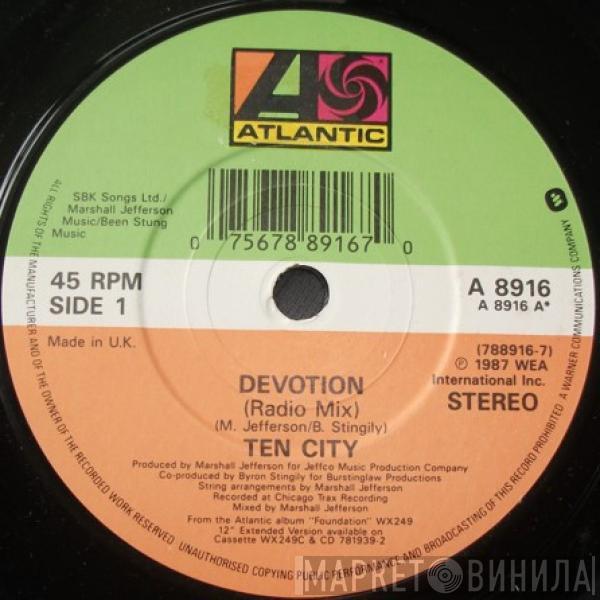 ATLANTIC
SBK Songs Ltd./
Marshall Jefferson
Music/Been Stung
Music
0 75678 89167 0
45 RPM
SIDE 1
A 8916
A 8916 A*
Made in U.K.
(788916-7)
℗ 1987 WEA
International Inc.
STEREO
DEVOTION
(Radio Mix)
(M. Jefferson/B. Stingily)
TEN CITY
Produced by Marshall Jefferson for Jeffco Music Production Company
Co-produced by Byron Stingily for Burstinglaw Productions
String arrangements by Marshall Jefferson
Recorded at Chicago Trax Recording
Mixed by Marshall Jefferson
From the Atlantic album "Foundation" WX249
12" Extended Version available on
Cassette WX249C & CD 781939-2
ALL RIGHTS OF THE MANUFACTURER AND OF THE OWNER OF THE RECORDED WORK RESERVED. UNAUTHORISED COPYING PUBLIC PERFORMANCE AND BROADCASTING OF THIS RECORD PROHIBITED. A WARNER COMMUNICATIONS COMPANY
МАРКЕТ ВИНИЛА